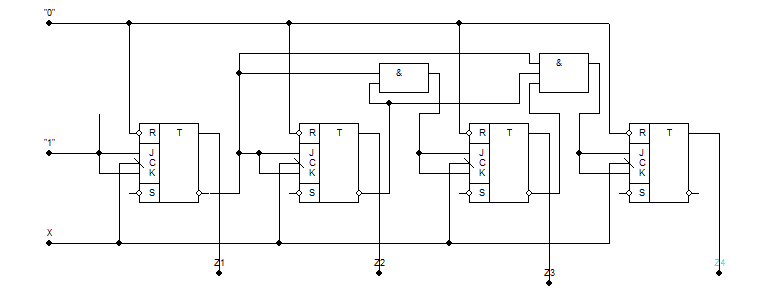 "0"
& &
R T R T R T R T
"1" J J J J
C C C C
K K K K
S S S S
X
Z1 Z2 Z3 Z4